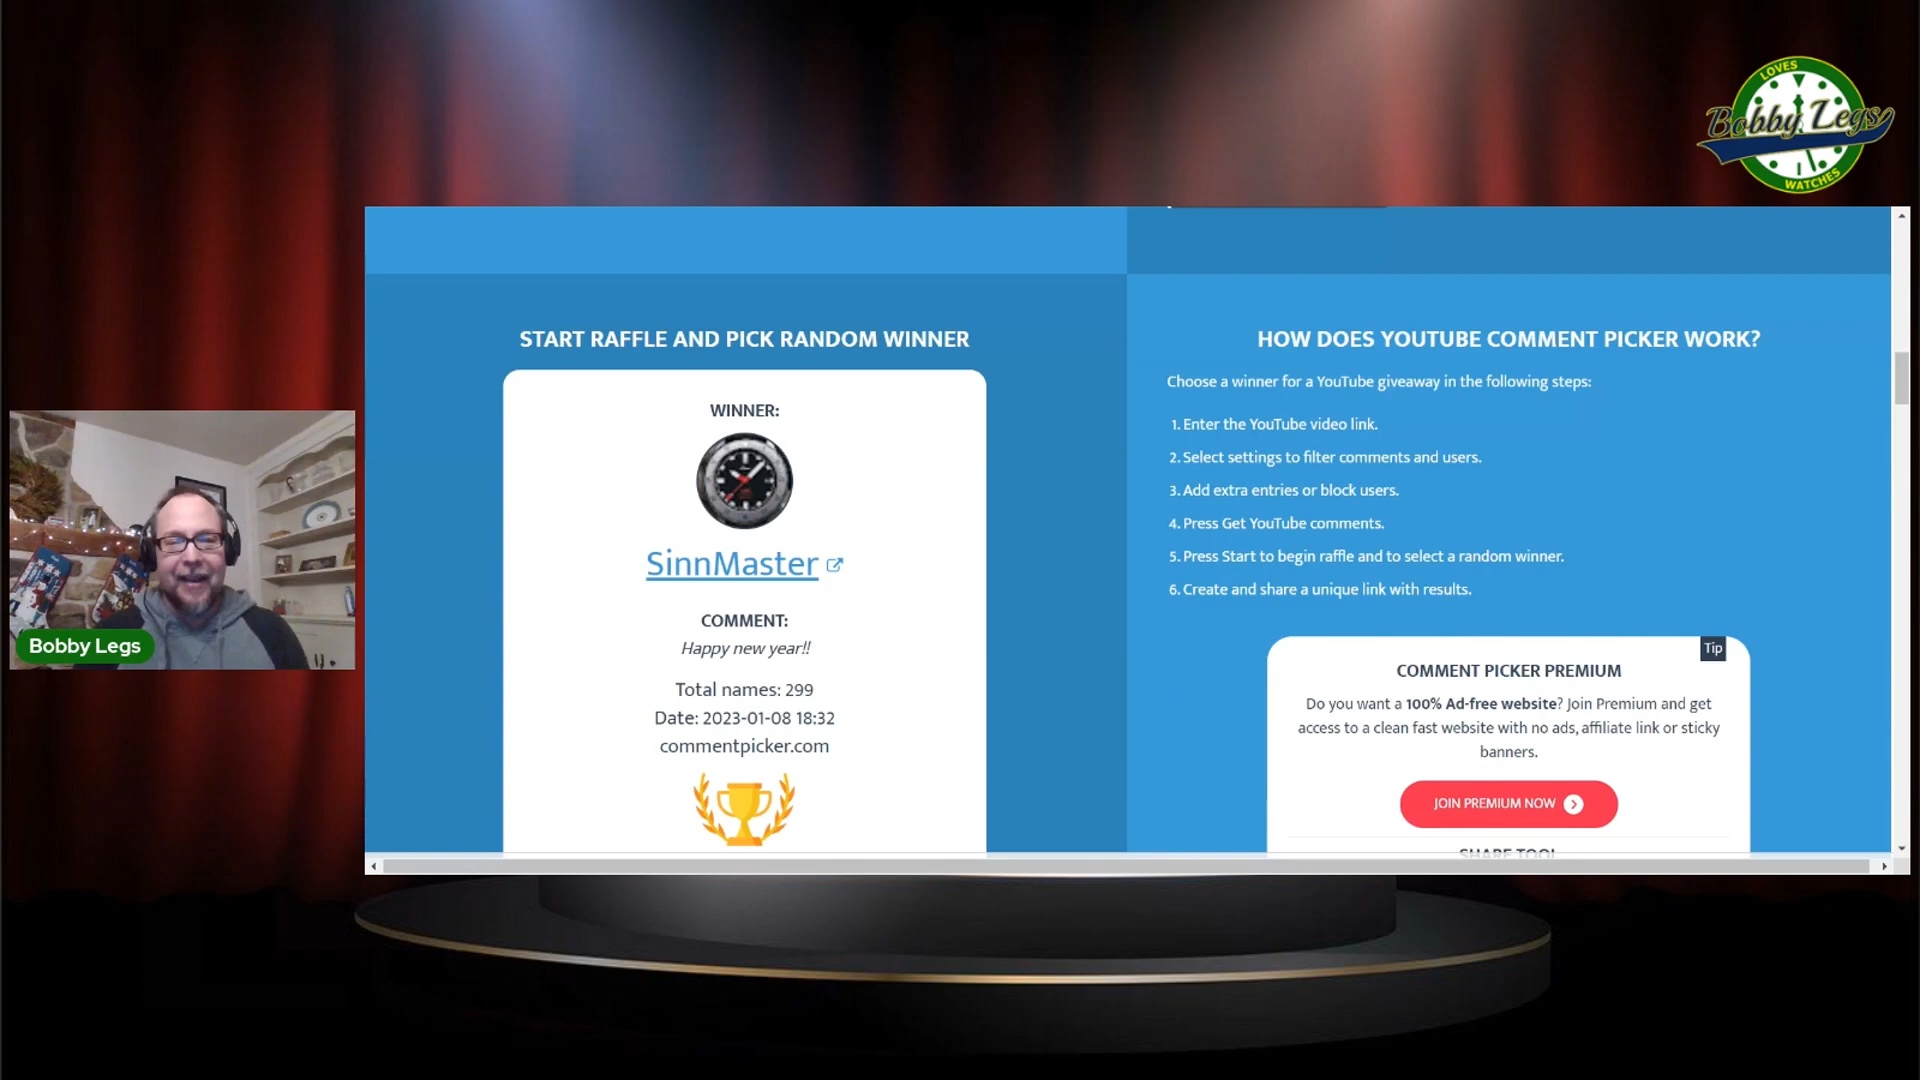 LOVES
Bobby Legs
WATCHES
START RAFFLE AND PICK RANDOM WINNER
WINNER:
SinnMaster
COMMENT:
Happy new year!!
Total names: 299
Date: 2023-01-08 18:32
commentpicker.com
HOW DOES YOUTUBE COMMENT PICKER WORK?
Choose a winner for a YouTube giveaway in the following steps:
1. Enter the YouTube video link.
2. Select settings to filter comments and users.
3. Add extra entries or block users.
4. Press Get YouTube comments.
5. Press Start to begin raffle and to select a random winner.
6. Create and share a unique link with results.
Tip
COMMENT PICKER PREMIUM
Do you want a 100% Ad-free website? Join Premium and get
access to a clean fast website with no ads, affiliate link or sticky
banners.
JOIN PREMIUM NOW
SHARE TOOL
Bobby Legs